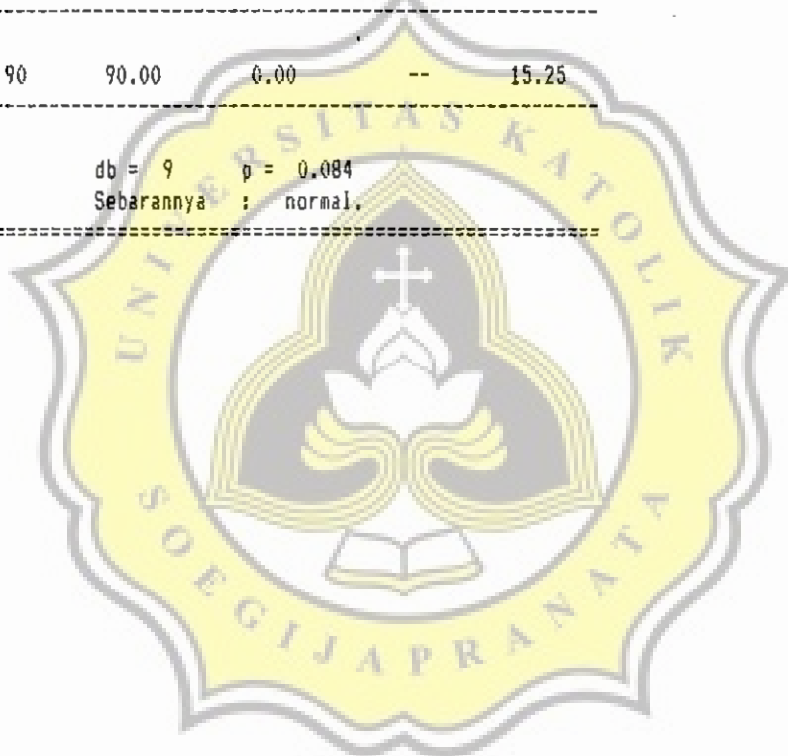 90 90.00 0.00 -- 15.25
db = 9 p = 0.084
Sebarannya : normal.
UNIVERSITAS KATOLIK
SOEGIJAPRANATA